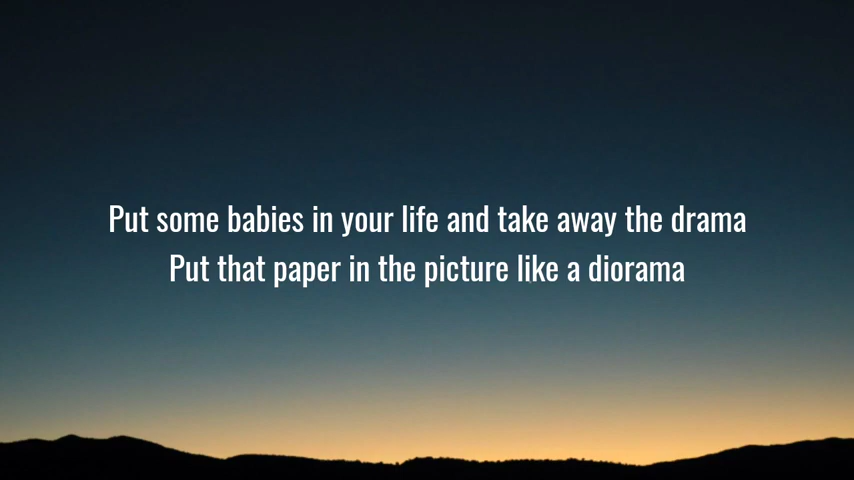 Put some babies in your life and take away the drama
Put that paper in the picture like a diorama